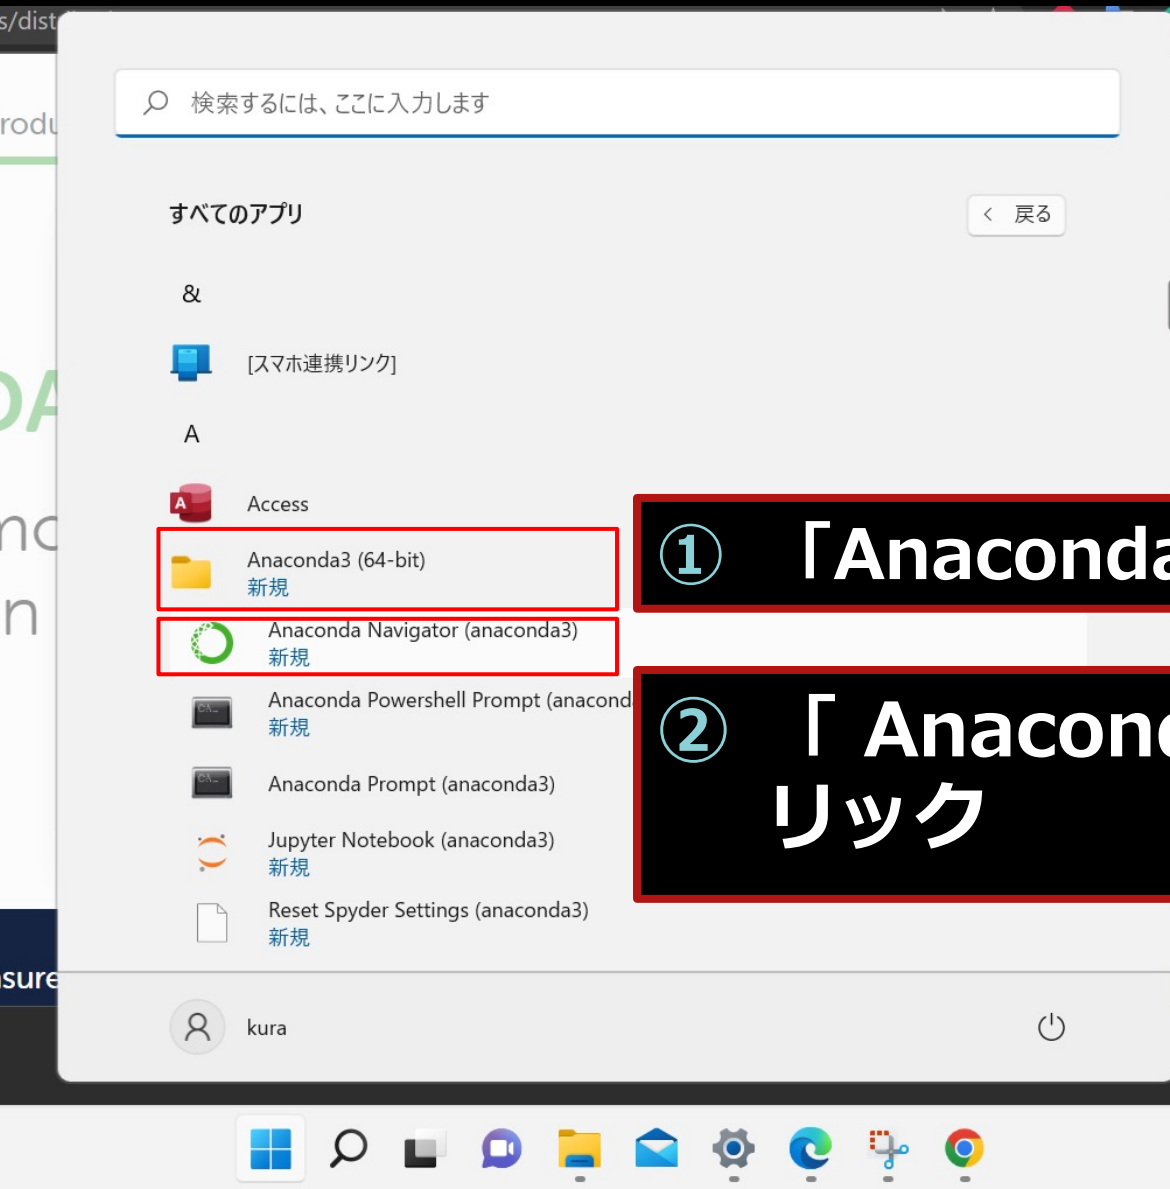 検索するには、ここに入力します
すべてのアプリ
戻る
&
[スマホ連携リンク]
A
Access
Anaconda3 (64-bit)
新規
① 「Anaconda
Anaconda Navigator (anaconda3)
新規
Anaconda Powershell Prompt (anacond
新規
② 「 Anacond
リック
Anaconda Prompt (anaconda3)
Jupyter Notebook (anaconda3)
新規
Reset Spyder Settings (anaconda3)
新規
kura